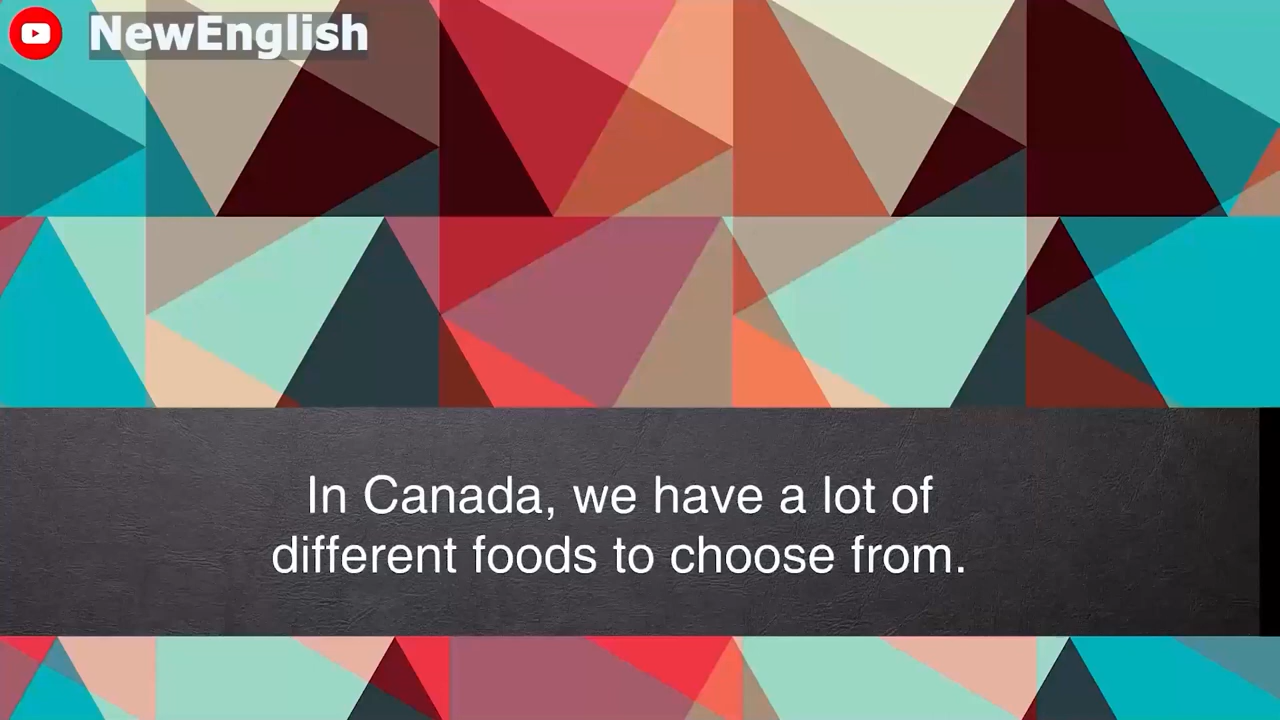 NewEnglish
In Canada, we have a lot of
different foods to choose from.